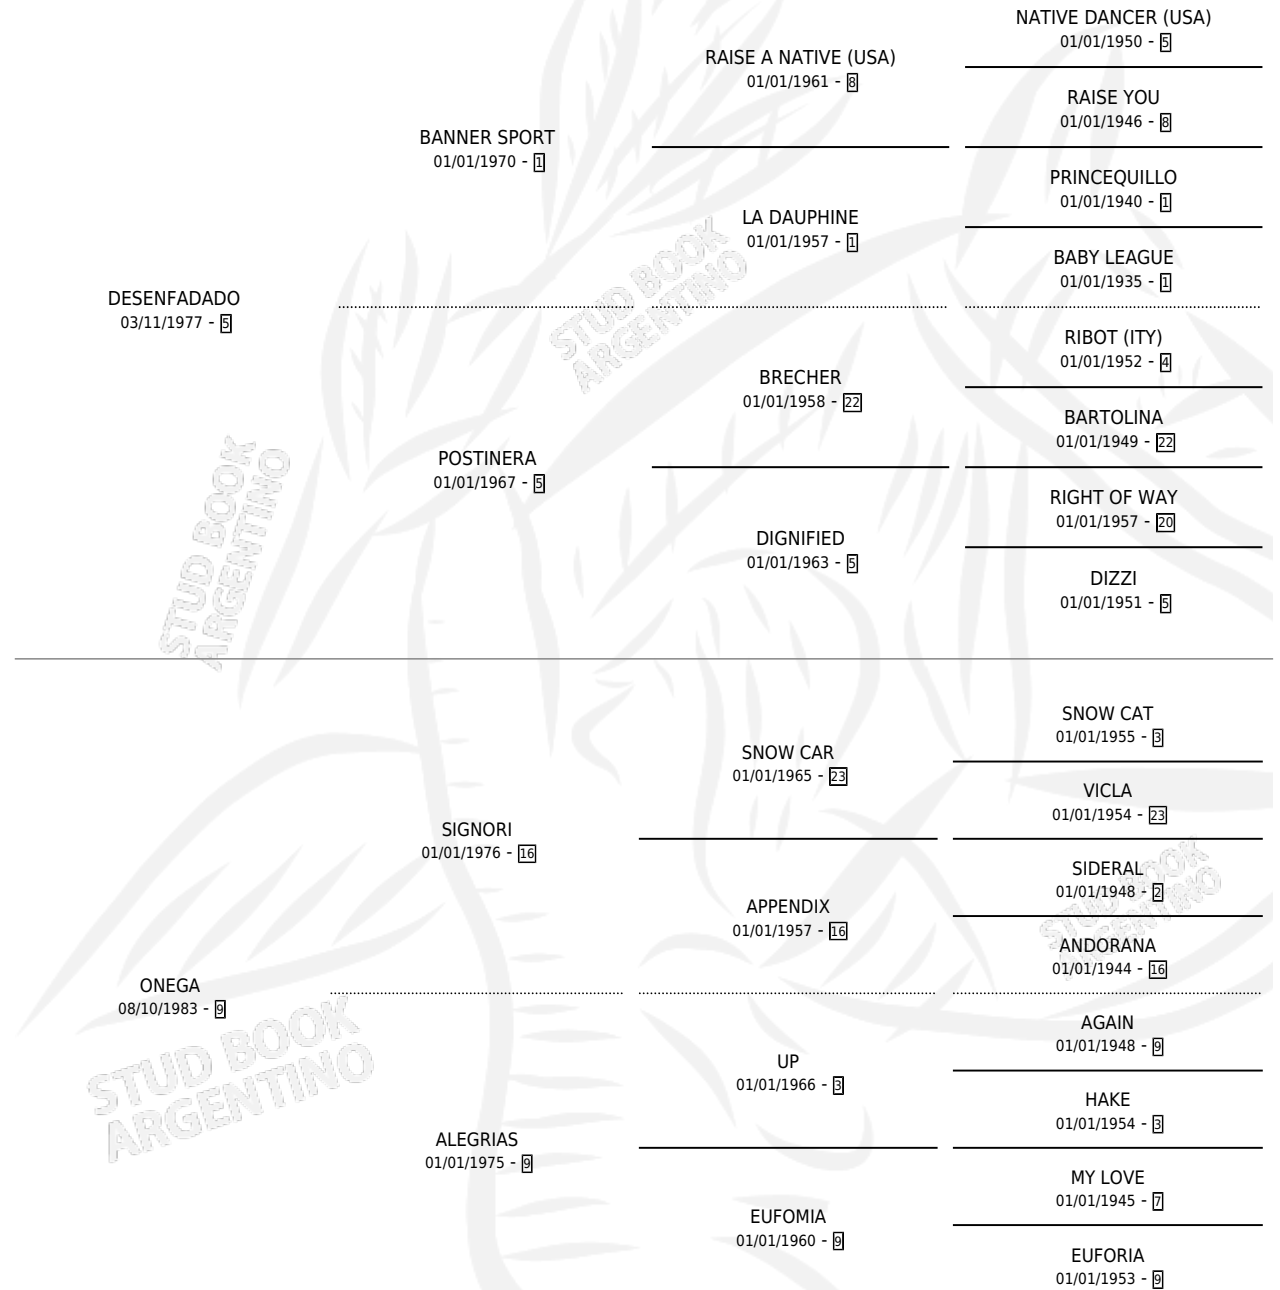 NATIVE DANCER (USA)
01/01/1950 - 5
RAISE A NATIVE (USA)
01/01/1961 - 8
RAISE YOU
01/01/1946 - 8
BANNER SPORT
01/01/1970 - 1
PRINCEQUILLO
01/01/1940 - 1
LA DAUPHINE
01/01/1957 - 1
BABY LEAGUE
01/01/1935 - 1
DESENFADADO
03/11/1977 - 5
RIBOT (ITY)
01/01/1952 - 4
BRECHER
01/01/1958 - 22
BARTOLINA
01/01/1949 - 22
POSTINERA
01/01/1967 - 5
RIGHT OF WAY
01/01/1957 - 20
DIGNIFIED
01/01/1963 - 5
DIZZI
01/01/1951 - 5
STUD BOOK
ARGENTINO
STUD BOOK
ARGENTINO
SNOW CAT
01/01/1955 - 3
SNOW CAR
01/01/1965 - 23
VICLA
01/01/1954 - 23
SIGNORI
01/01/1976 - 16
SIDERAL
01/01/1948 - 2
APPENDIX
01/01/1957 - 16
ANDORANA
01/01/1944 - 16
ONEGA
08/10/1983 - 9
AGAIN
01/01/1948 - 9
UP
01/01/1966 - 3
HAKE
01/01/1954 - 3
ALEGRIAS
01/01/1975 - 9
MY LOVE
01/01/1945 - 7
EUFOMIA
01/01/1960 - 9
EUFORIA
01/01/1953 - 9
STUD BOOK
ARGENTINO
STUD BOOK
ARGENTINO